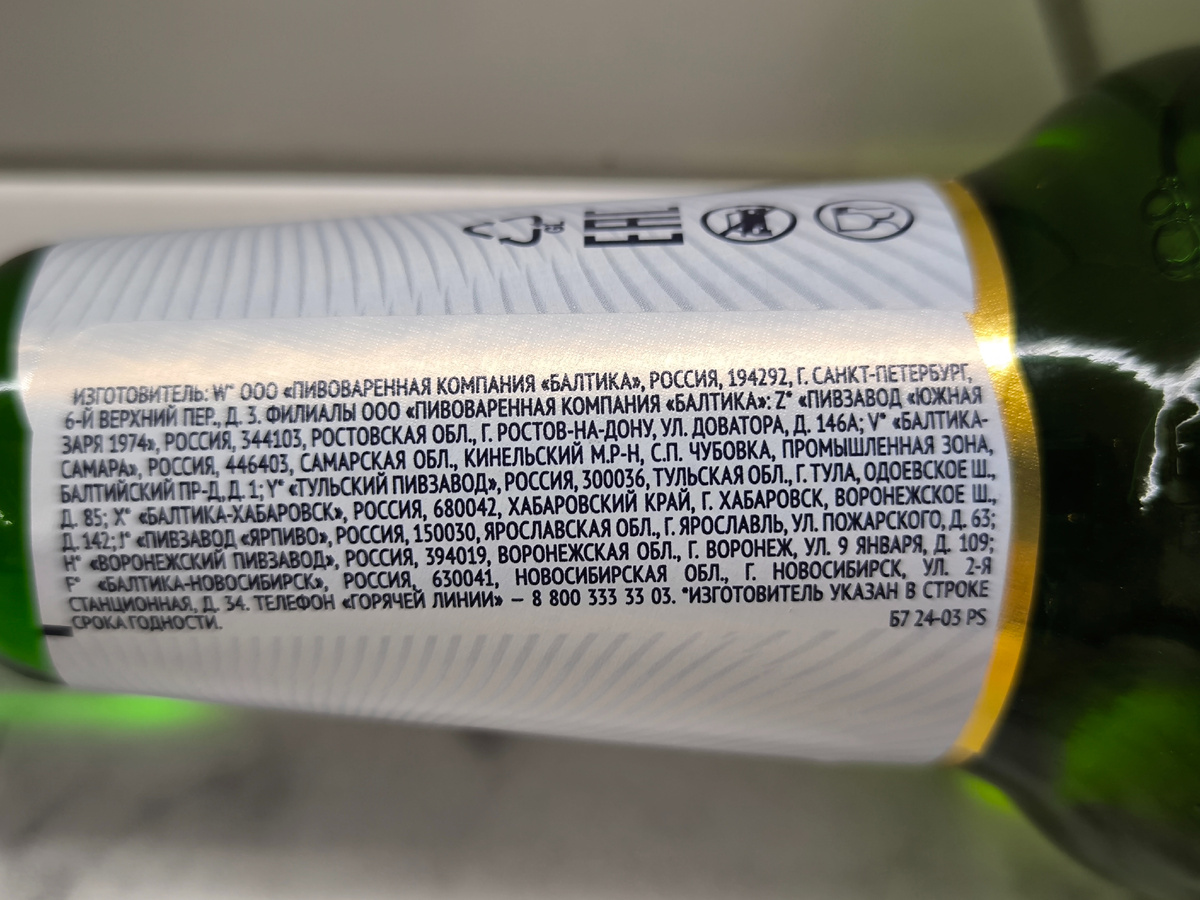 ЕАС
ИЗГОТОВИТЕЛЬ: W* ООО «ПИВОВАРЕННАЯ КОМПАНИЯ «БАЛТИКА», РОССИЯ, 194292, Г. САНКТ-ПЕТЕРБУРГ,
6-Й ВЕРХНИЙ ПЕР., Д. 3. ФИЛИАЛЫ ООО «ПИВОВАРЕННАЯ КОМПАНИЯ «БАЛТИКА»: Z* «ПИВЗАВОД «ЮЖНАЯ
ЗАРЯ 1974», РОССИЯ, 344103, РОСТОВСКАЯ ОБЛ., Г. РОСТОВ-НА-ДОНУ, УЛ. ДОВАТОРА, Д. 146А; V* «БАЛТИКА-
САМАРА», РОССИЯ, 446403, САМАРСКАЯ ОБЛ., КИНЕЛЬСКИЙ М.Р-Н, С.П. ЧУБОВКА, ПРОМЫШЛЕННАЯ ЗОНА,
БАЛТИЙСКИЙ ПР-Д, Д. 1; Y* «ТУЛЬСКИЙ ПИВЗАВОД», РОССИЯ, 300036, ТУЛЬСКАЯ ОБЛ., Г. ТУЛА, ОДОЕВСКОЕ Ш.,
Д. 85; X* «БАЛТИКА-ХАБАРОВСК», РОССИЯ, 680042, ХАБАРОВСКИЙ КРАЙ, Г. ХАБАРОВСК, ВОРОНЕЖСКОЕ Ш.,
Д. 142; J* «ПИВЗАВОД «ЯРПИВО», РОССИЯ, 150030, ЯРОСЛАВСКАЯ ОБЛ., Г. ЯРОСЛАВЛЬ, УЛ. ПОЖАРСКОГО, Д. 63;
H* «ВОРОНЕЖСКИЙ ПИВЗАВОД», РОССИЯ, 394019, ВОРОНЕЖСКАЯ ОБЛ., Г. ВОРОНЕЖ, УЛ. 9 ЯНВАРЯ, Д. 109;
F* «БАЛТИКА-НОВОСИБИРСК», РОССИЯ, 630041, НОВОСИБИРСКАЯ ОБЛ., Г. НОВОСИБИРСК, УЛ. 2-Я
СТАНЦИОННАЯ, Д. 34. ТЕЛЕФОН «ГОРЯЧЕЙ ЛИНИИ» – 8 800 333 33 03. *ИЗГОТОВИТЕЛЬ УКАЗАН В СТРОКЕ
СРОКА ГОДНОСТИ.
Б7 24-03 PS